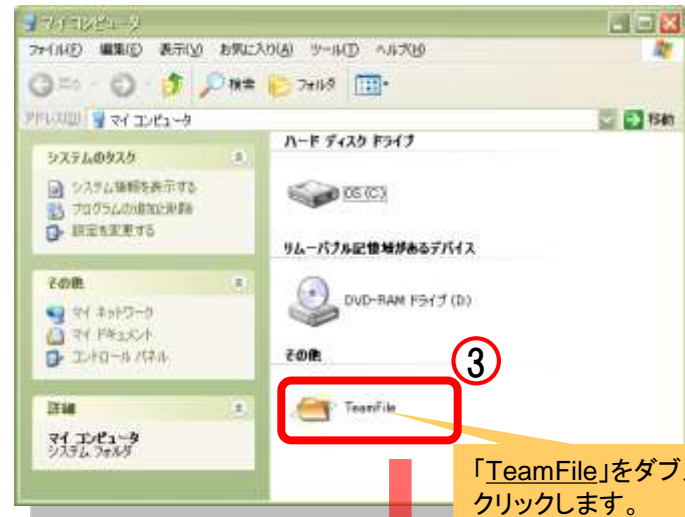 マイコンピュータ
ファイル(F) 編集(E) 表示(V) お気に入り(A) ツール(T) ヘルプ(H)
戻る 検索 フォルダ
アドレス(D) マイ コンピュータ 移動
システムのタスク
システム情報を表示する
プログラムの追加と削除
設定を変更する
その他
マイ ネットワーク
マイ ドキュメント
コントロール パネル
詳細
マイ コンピュータ
システム フォルダ
ハード ディスク ドライブ
OS (C)
リムーバブル記憶域があるデバイス
DVD-RAM ドライブ (D)
その他
③
TeamFile
「TeamFile」をダブ
クリックします。